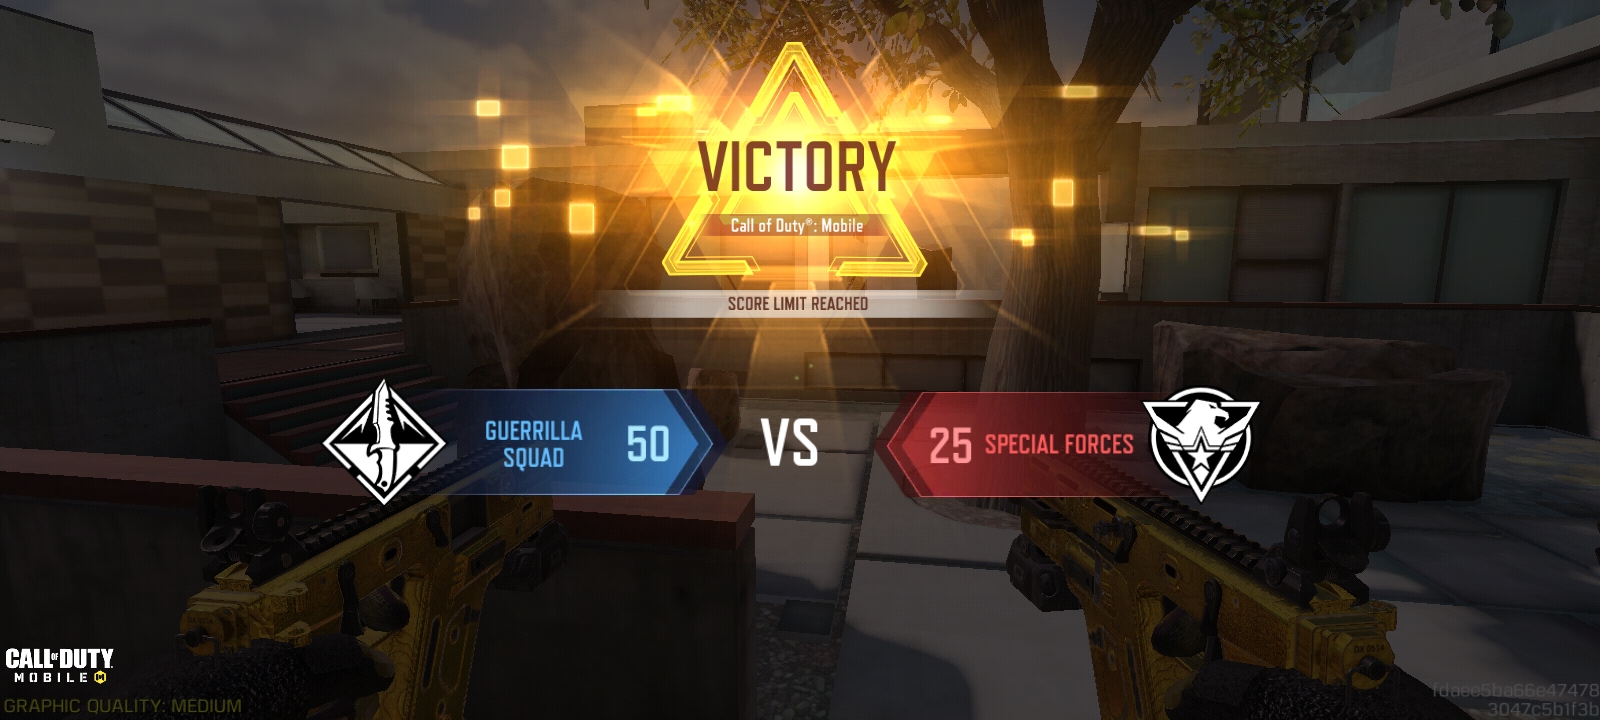 VICTORY
Call of Duty®: Mobile
SCORE LIMIT REACHED
GUERRILLA
SQUAD
50
VS
25
SPECIAL FORCES
CALL OF DUTY
MOBILE
GRAPHIC QUALITY: MEDIUM
fdaee5ba66e47478
3047c5b1f3b